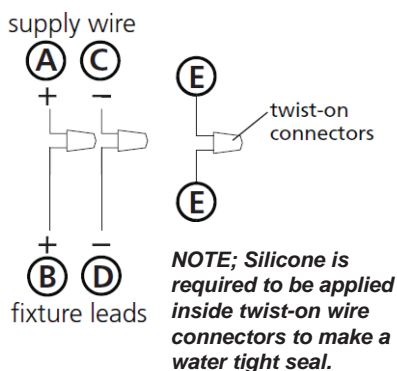 supply wire
A C
+ –
E
twist-on
connectors
E
+ –
B D
fixture leads
NOTE; Silicone is
required to be applied
inside twist-on wire
connectors to make a
water tight seal.